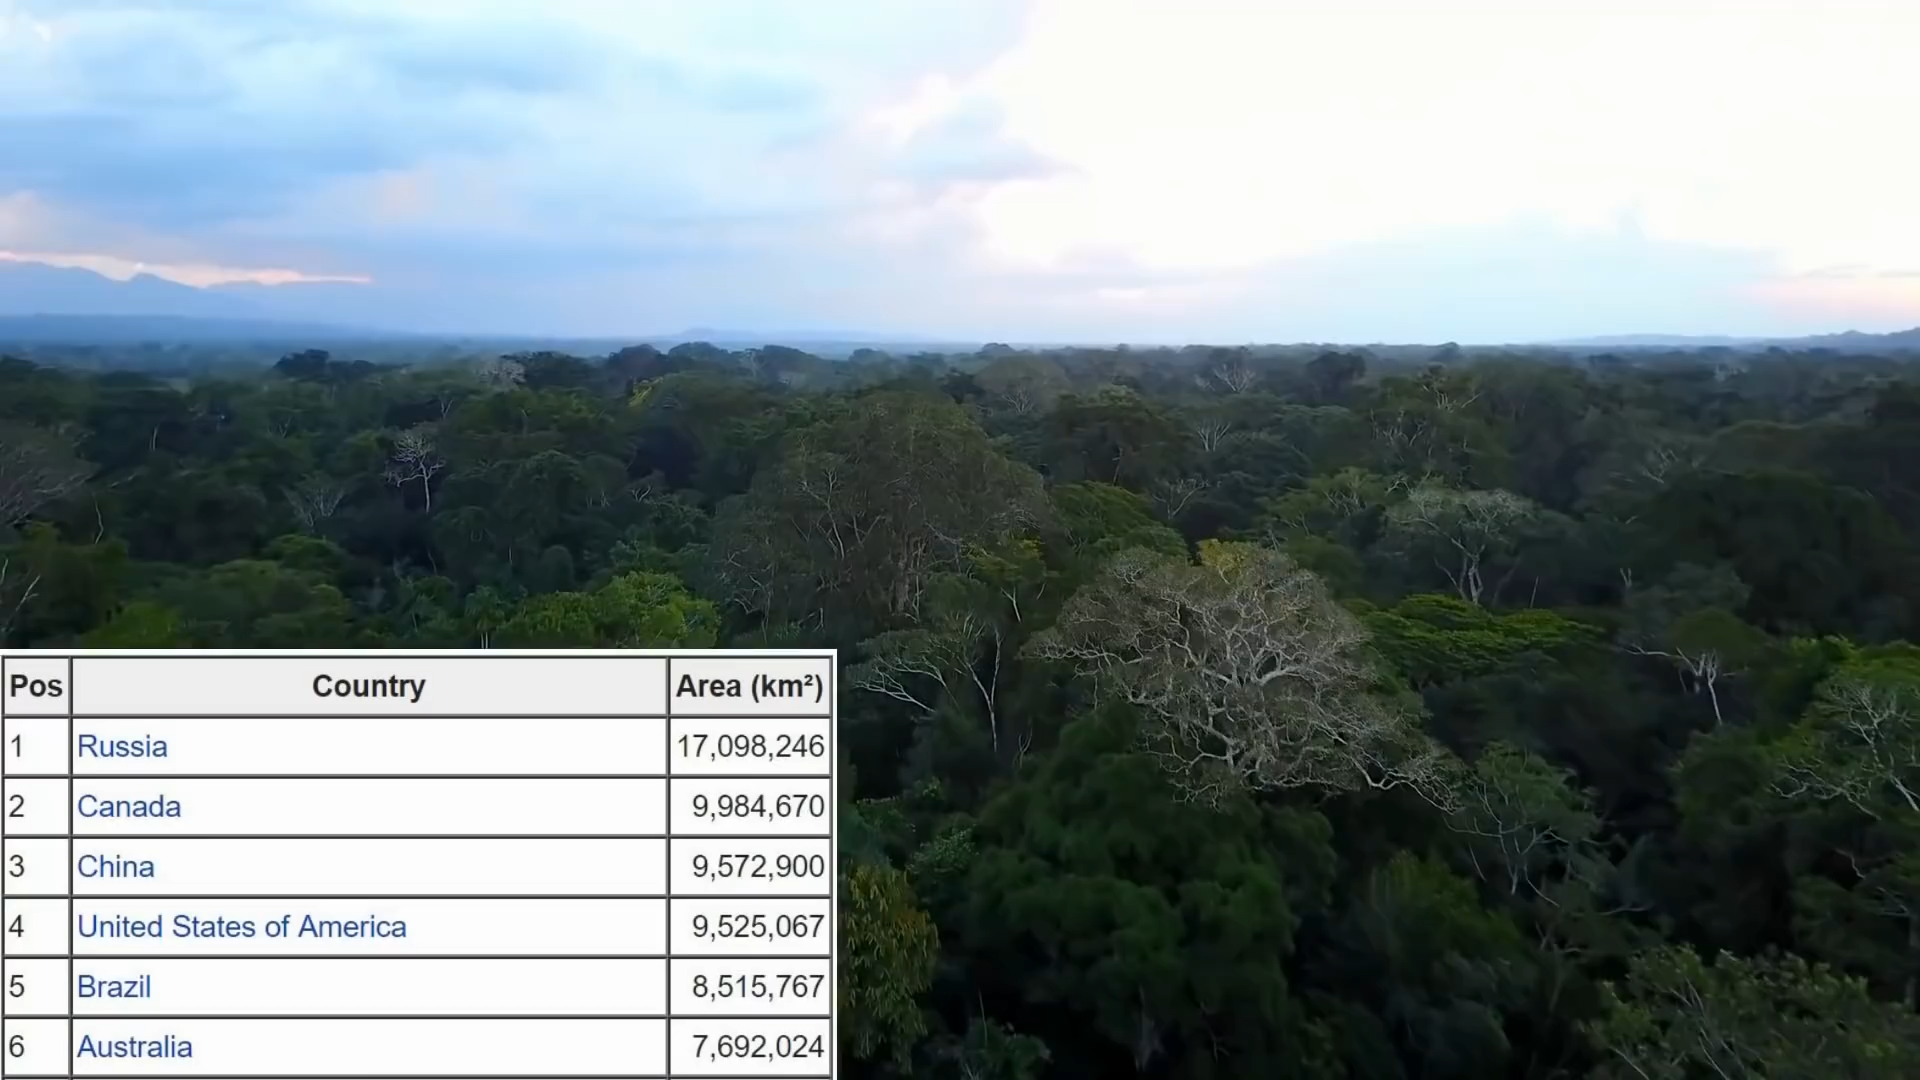 Pos Country Area (km²)
1 Russia 17,098,246
2 Canada 9,984,670
3 China 9,572,900
4 United States of America 9,525,067
5 Brazil 8,515,767
6 Australia 7,692,024